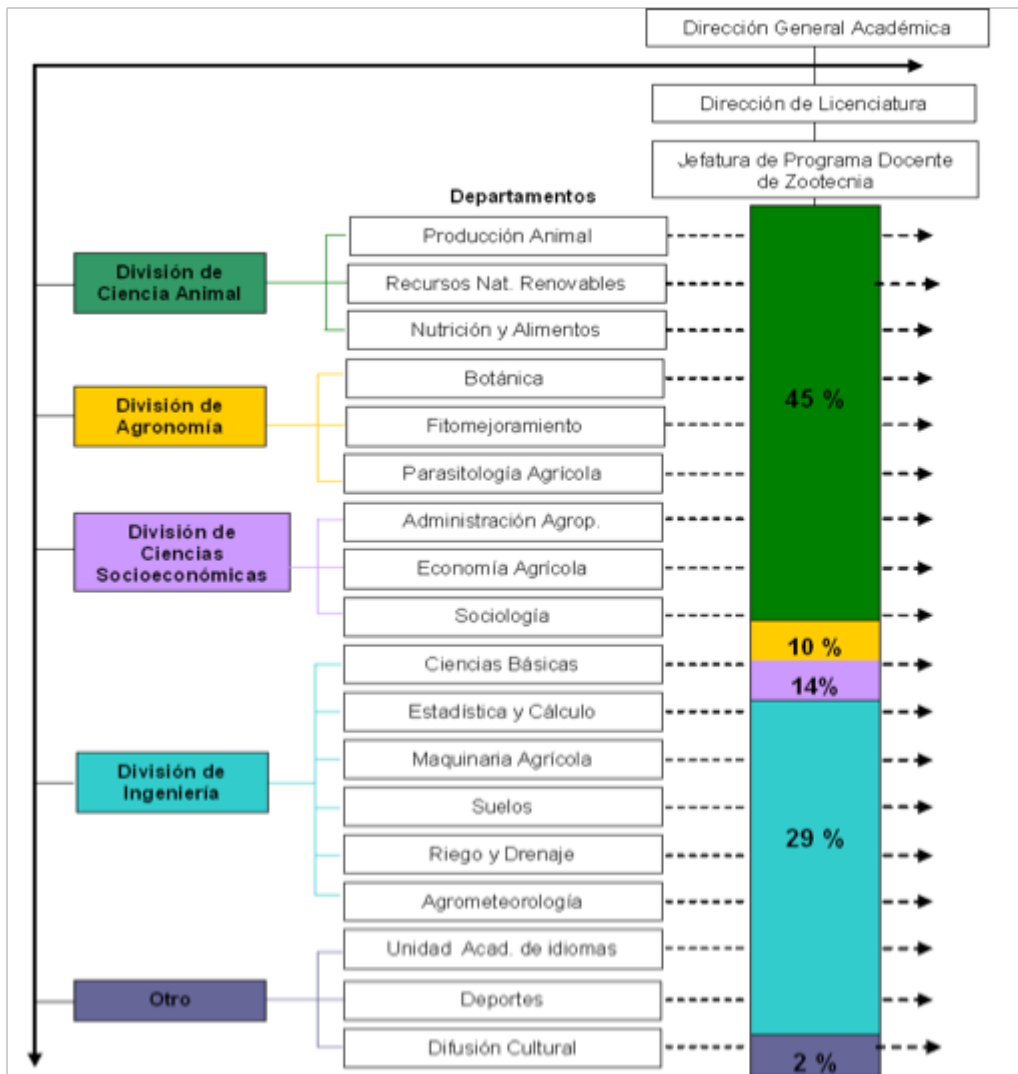 Dirección General Académica
Dirección de Licenciatura
Jefatura de Programa Docente
de Zootecnia
Departamentos
División de
Ciencia Animal
Producción Animal
Recursos Nat. Renovables
Nutrición y Alimentos
División de
Agronomía
Botánica
Fitomejoramiento
Parasitología Agrícola
División de
Ciencias
Socioeconómicas
Administración Agrop.
Economía Agrícola
Sociología
División de
Ingeniería
Ciencias Básicas
Estadística y Cálculo
Maquinaria Agrícola
Suelos
Riego y Drenaje
Agrometeorología
Otro
Unidad Acad. de idiomas
Deportes
Difusión Cultural
45 %
10 %
14%
29 %
2 %